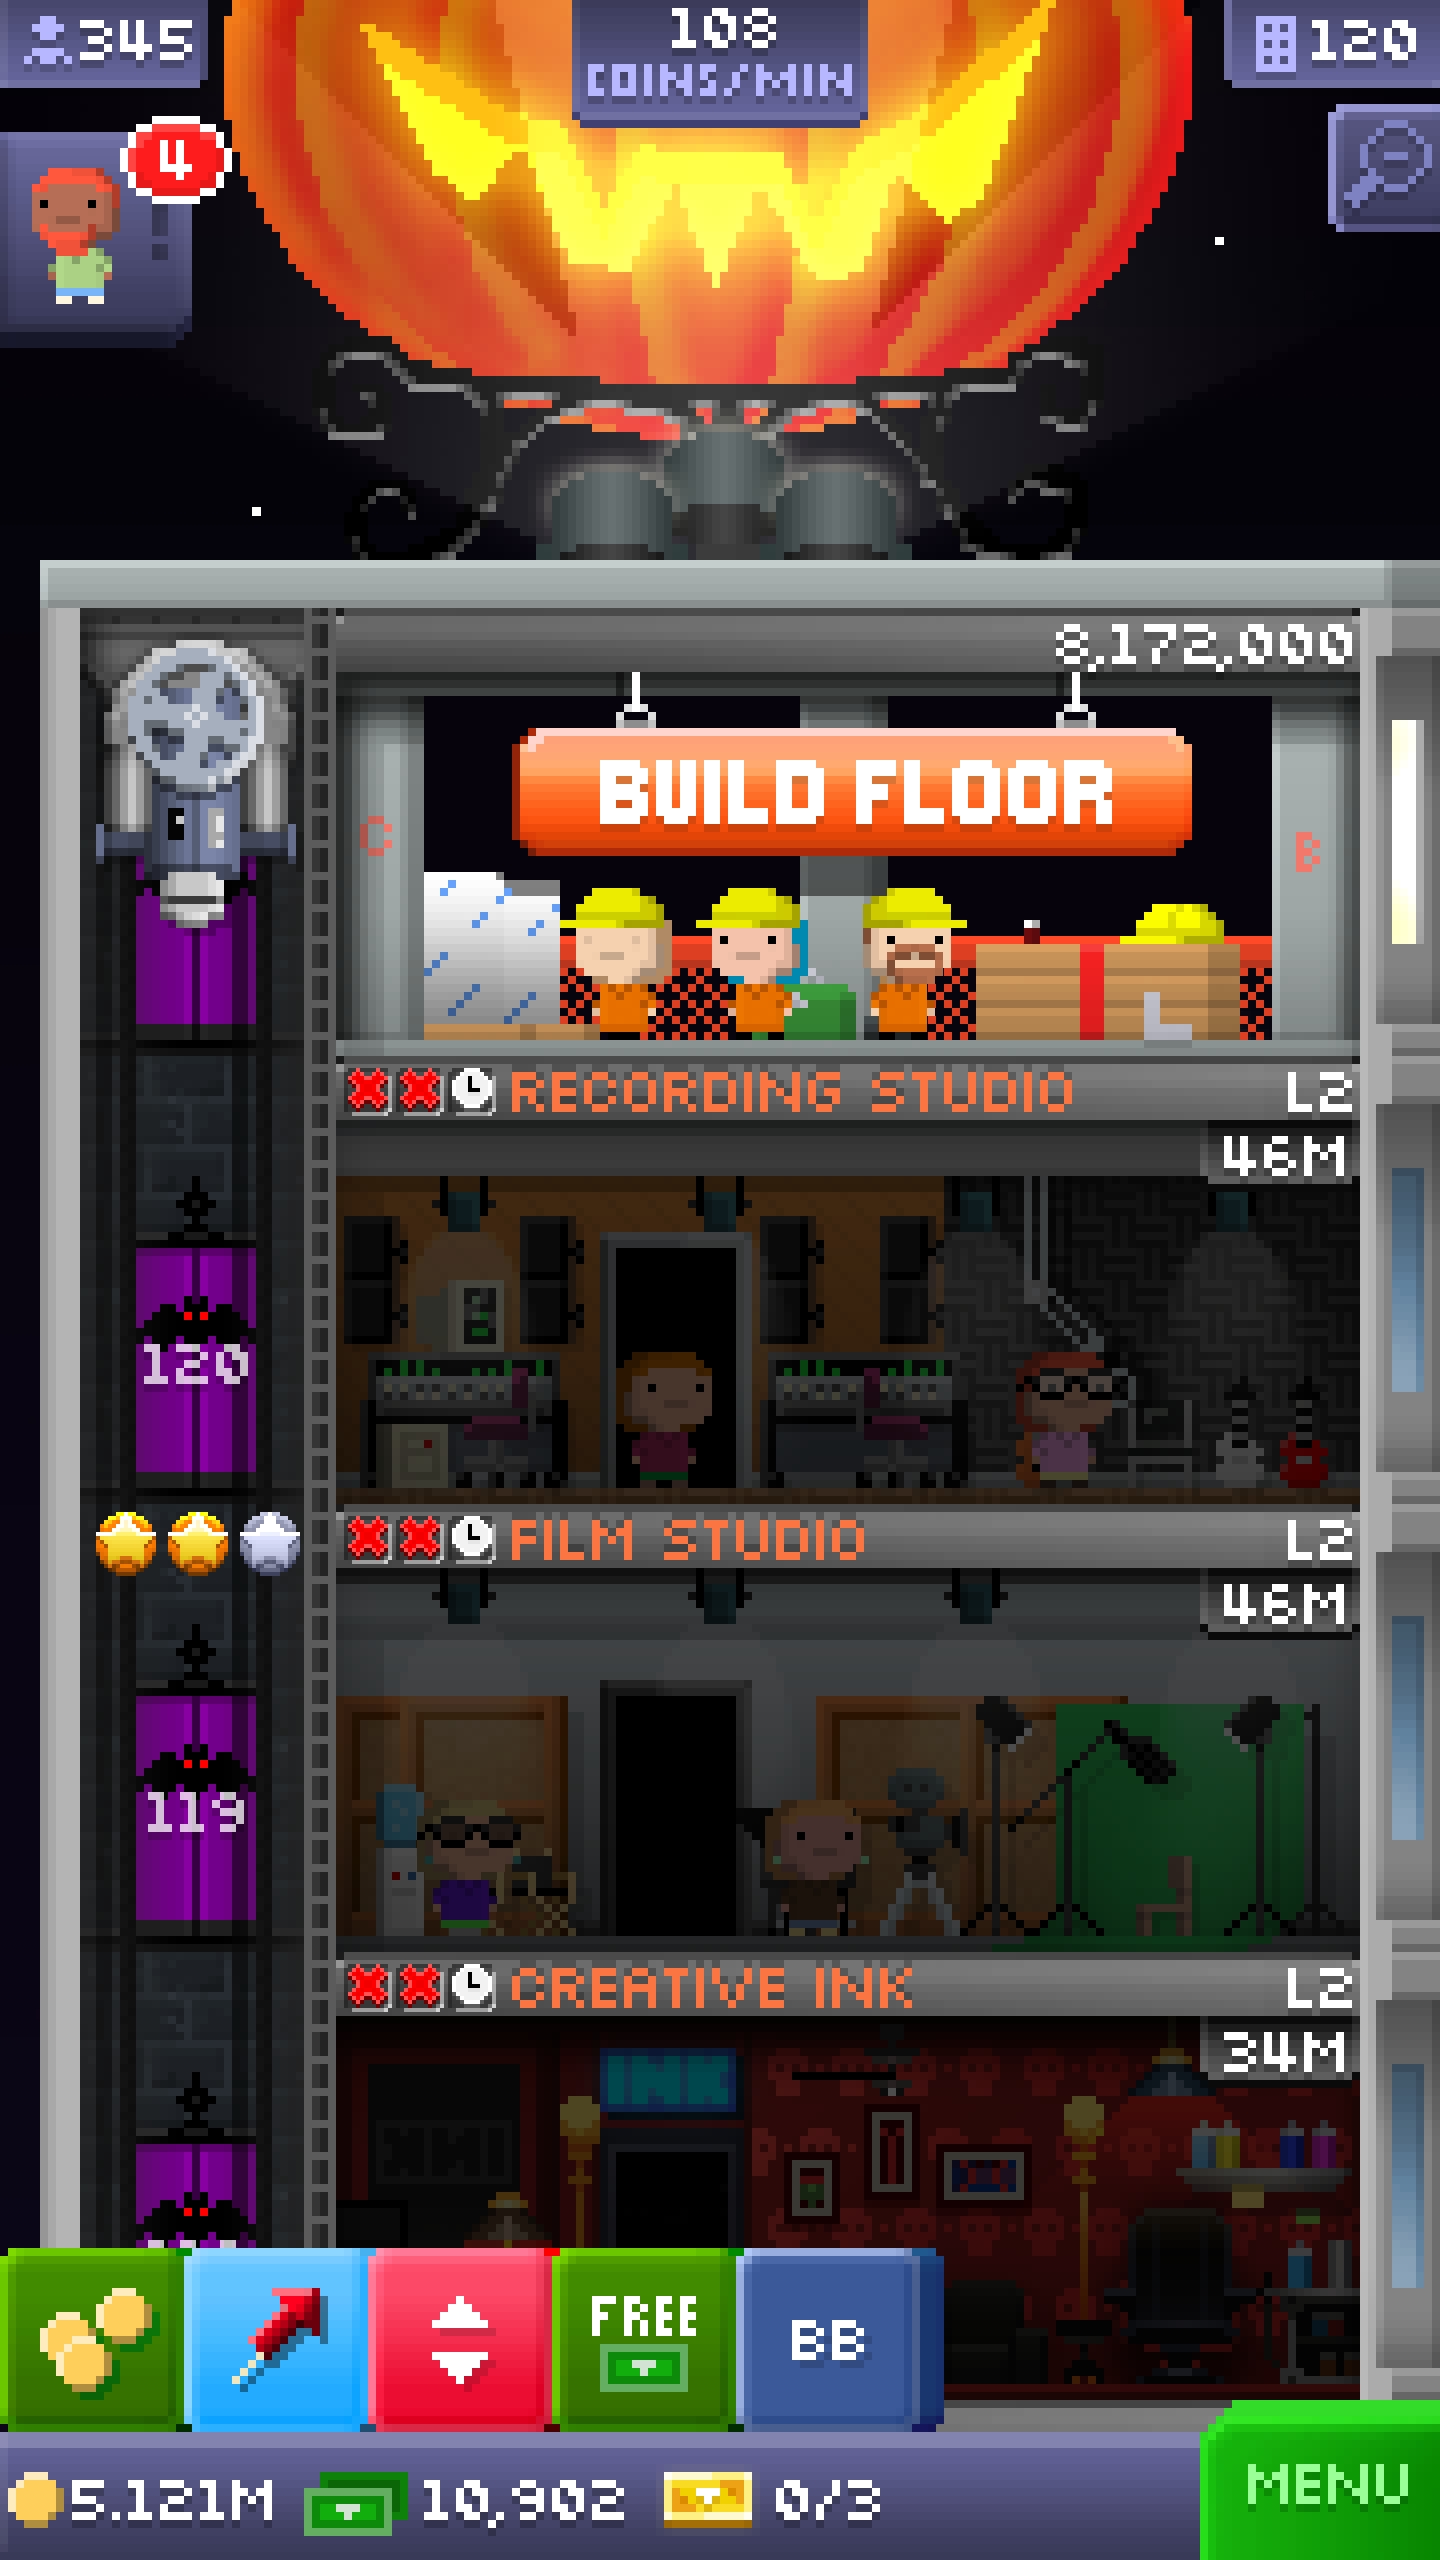 345
108
COINS/MIN
120
4
8,172,000
BUILD FLOOR
C
B
RECORDING STUDIO
L2
46M
120
FILM STUDIO
L2
46M
119
CREATIVE INK
L2
34M
INK
FREE
BB
5.121M
10,902
0/3
MENU